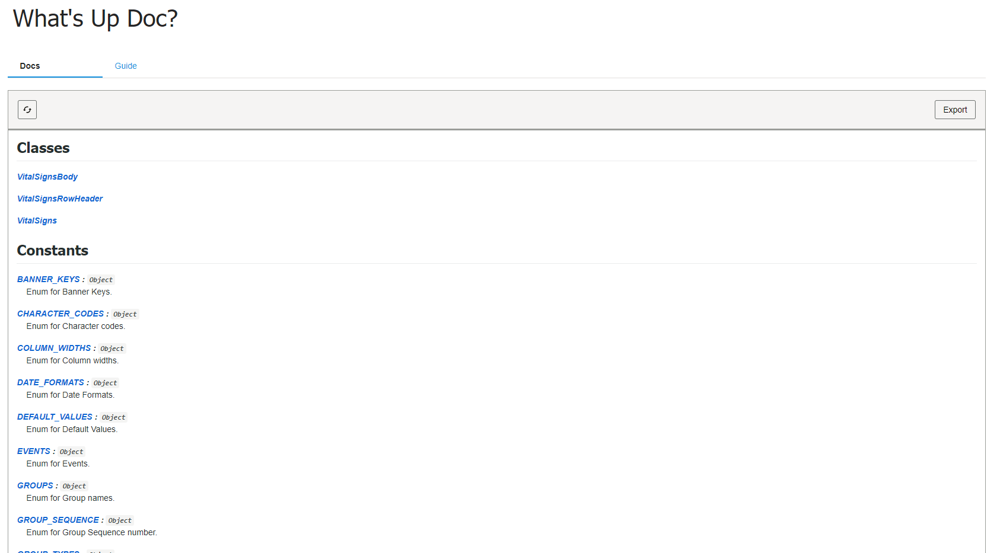 What's Up Doc?
Docs Guide
Export
Classes
VitalSignsBody
VitalSignsRowHeader
VitalSigns
Constants
BANNER_KEYS : Object
Enum for Banner Keys.
CHARACTER_CODES : Object
Enum for Character codes.
COLUMN_WIDTHS : Object
Enum for Column widths.
DATE_FORMATS : Object
Enum for Date Formats.
DEFAULT_VALUES : Object
Enum for Default Values.
EVENTS : Object
Enum for Events.
GROUPS : Object
Enum for Group names.
GROUP_SEQUENCE : Object
Enum for Group Sequence number.
GROUP_TYPES : Object